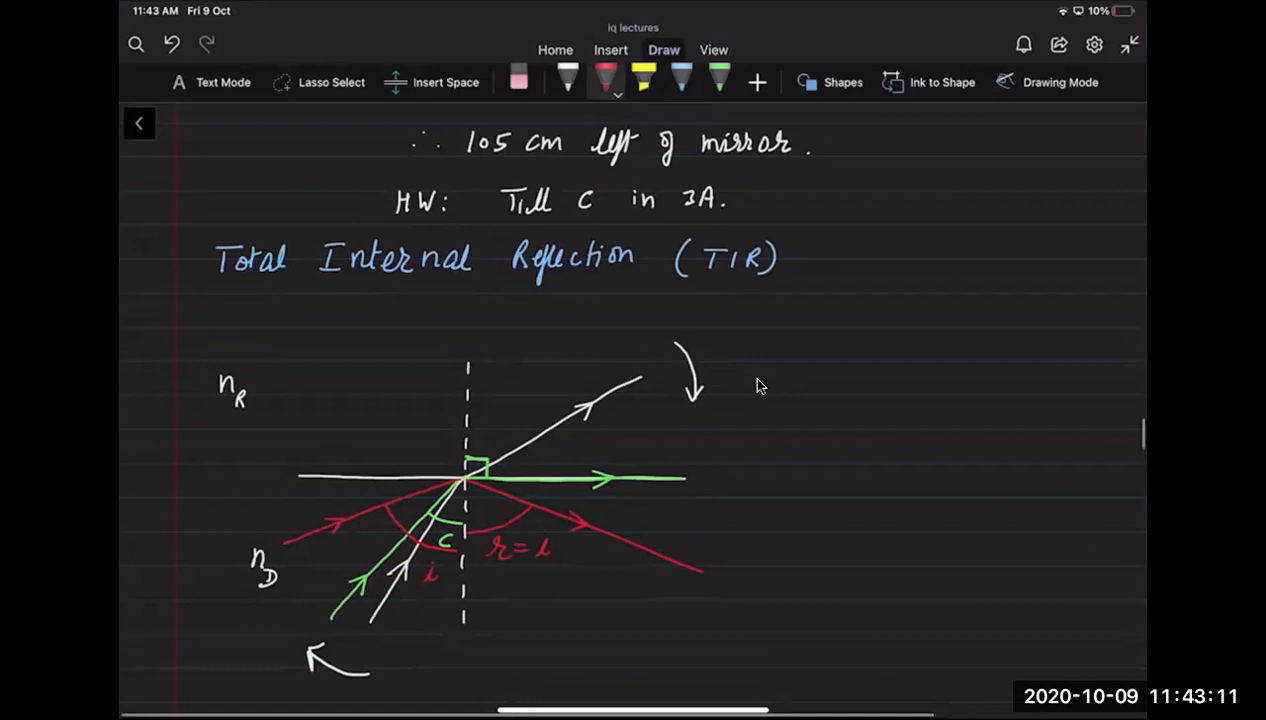 11:43 AM Fri 9 Oct
10%
iq lectures
Home Insert Draw View
Text Mode Lasso Select Insert Space Shapes Ink to Shape Drawing Mode
∴ 105 cm left of mirror.
HW: Till C in 3A.
Total Internal Reflection (TIR)
n_R
C
r = i
n_D
i
2020-10-09 11:43:11